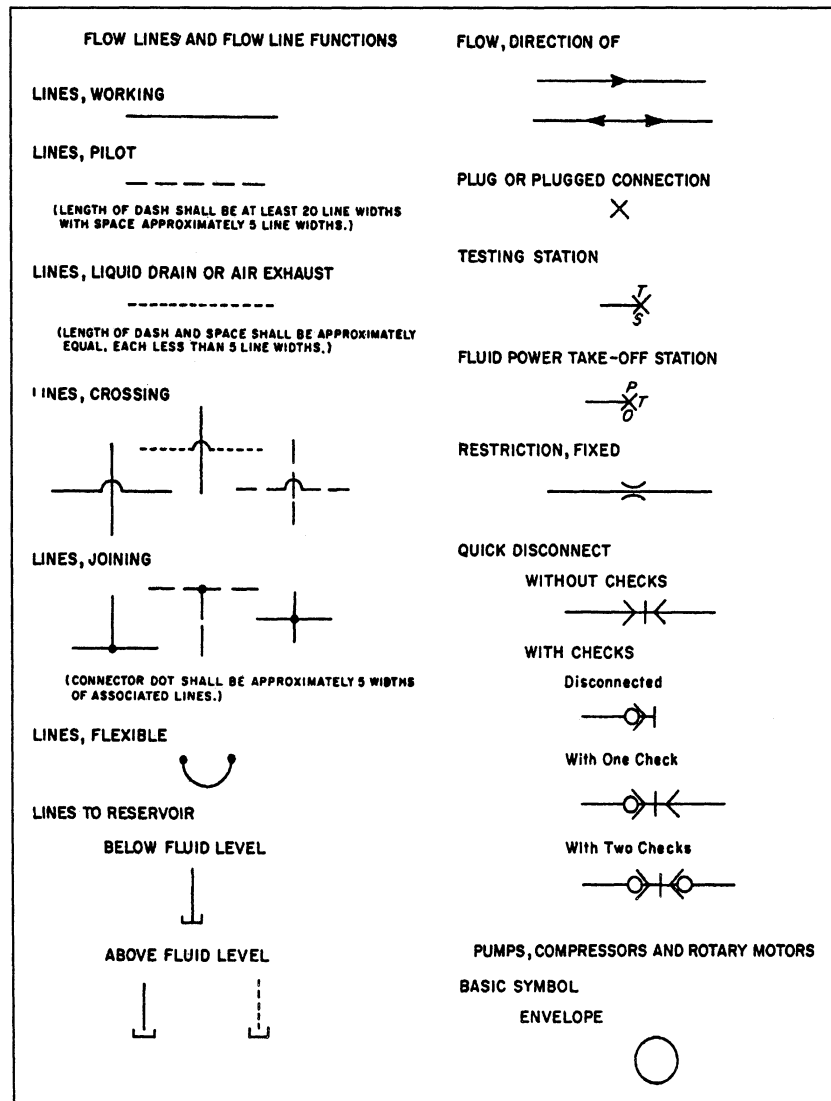 FLOW LINES AND FLOW LINE FUNCTIONS
LINES, WORKING
LINES, PILOT
(LENGTH OF DASH SHALL BE AT LEAST 20 LINE WIDTHS
WITH SPACE APPROXIMATELY 5 LINE WIDTHS.)
LINES, LIQUID DRAIN OR AIR EXHAUST
(LENGTH OF DASH AND SPACE SHALL BE APPROXIMATELY
EQUAL. EACH LESS THAN 5 LINE WIDTHS.)
LINES, CROSSING
LINES, JOINING
(CONNECTOR DOT SHALL BE APPROXIMATELY 5 WIDTHS
OF ASSOCIATED LINES.)
LINES, FLEXIBLE
LINES TO RESERVOIR
BELOW FLUID LEVEL
ABOVE FLUID LEVEL
FLOW, DIRECTION OF
PLUG OR PLUGGED CONNECTION
TESTING STATION
T
S
FLUID POWER TAKE-OFF STATION
P
T
O
RESTRICTION, FIXED
QUICK DISCONNECT
WITHOUT CHECKS
WITH CHECKS
Disconnected
With One Check
With Two Checks
PUMPS, COMPRESSORS AND ROTARY MOTORS
BASIC SYMBOL
ENVELOPE